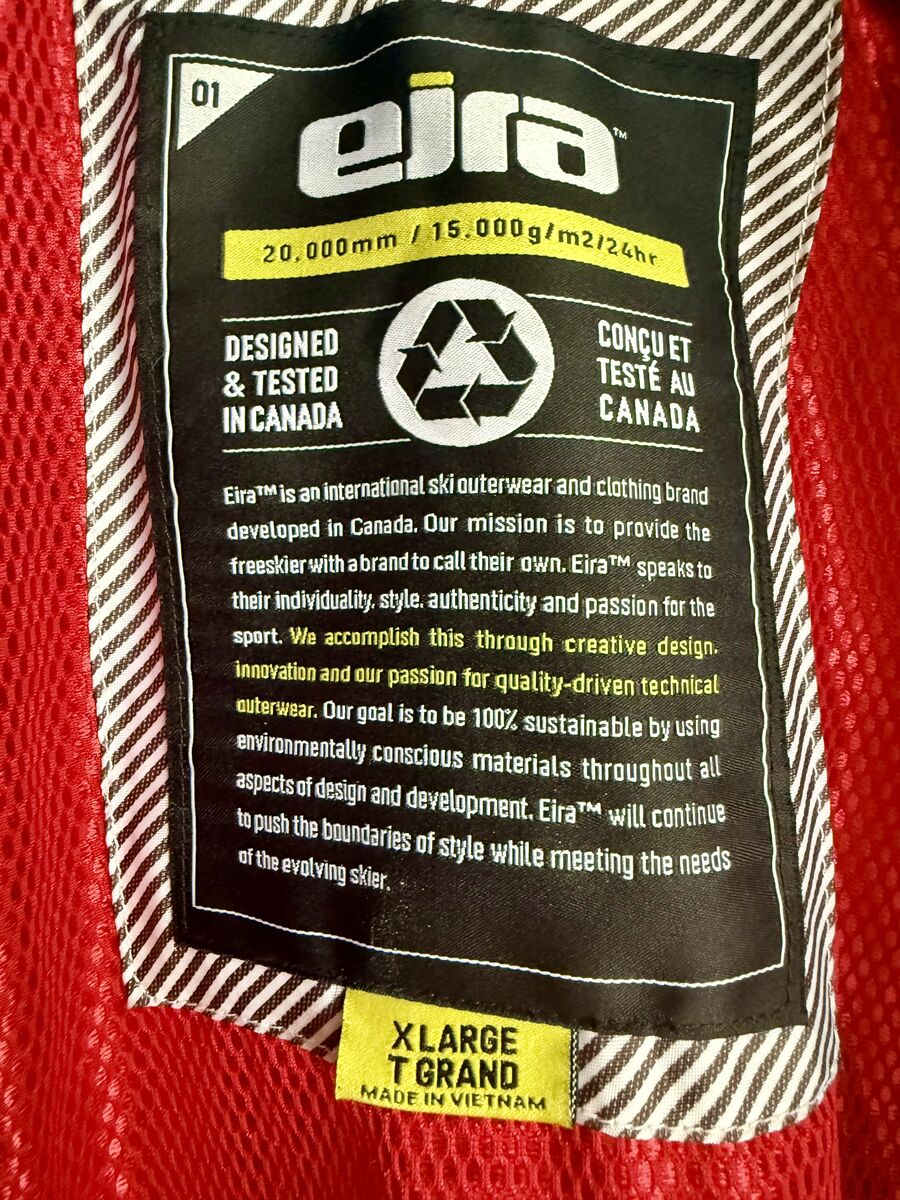 01
ejra™
20,000mm / 15.000g/m2/24hr
DESIGNED
& TESTED
IN CANADA
CONÇU ET
TESTÉ AU
CANADA
Eira™ is an international ski outerwear and clothing brand
developed in Canada. Our mission is to provide the
freeskier with a brand to call their own. Eira™ speaks to
their individuality, style, authenticity and passion for the
sport. We accomplish this through creative design,
innovation and our passion for quality-driven technical
outerwear. Our goal is to be 100% sustainable by using
environmentally conscious materials throughout all
aspects of design and development. Eira™ will continue
to push the boundaries of style while meeting the needs
of the evolving skier.
X LARGE
T GRAND
MADE IN VIETNAM